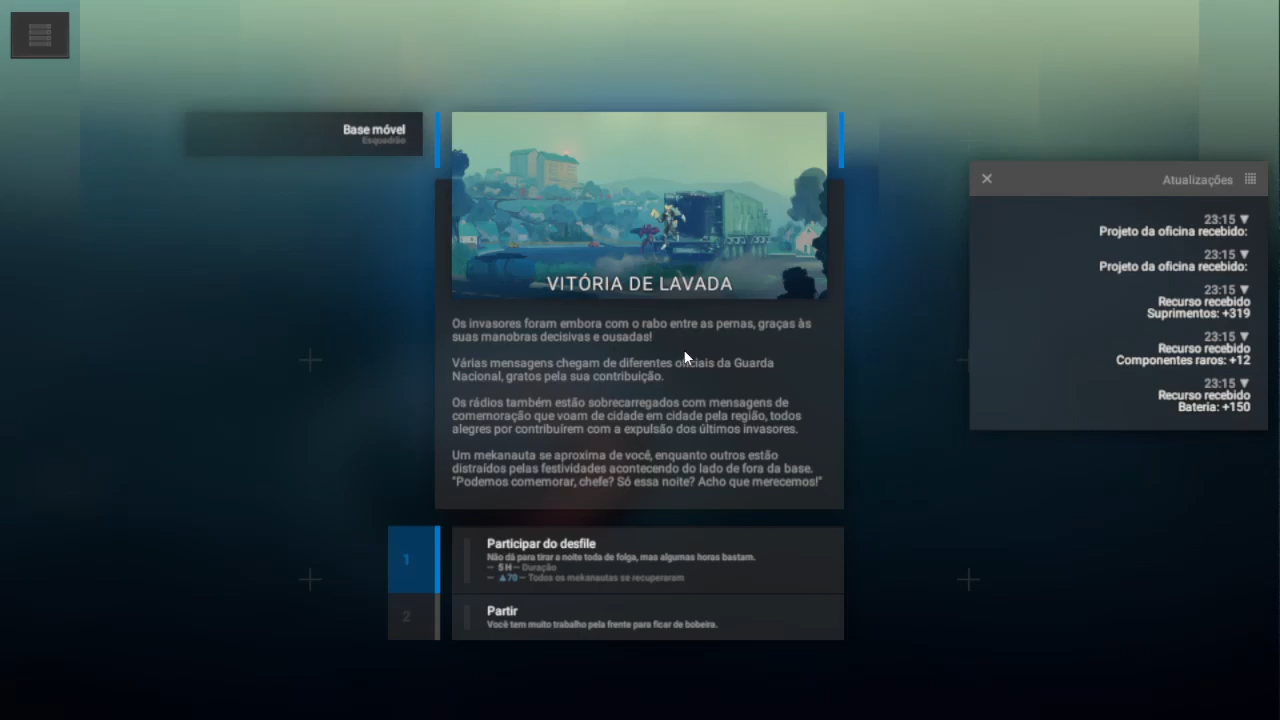 Base móvel
Esquadrão
VITÓRIA DE LAVADA
Os invasores foram embora com o rabo entre as pernas, graças às
suas manobras decisivas e ousadas!
Várias mensagens chegam de diferentes oficiais da Guarda
Nacional, gratos pela sua contribuição.
Os rádios também estão sobrecarregados com mensagens de
comemoração que voam de cidade em cidade pela região, todos
alegres por contribuírem com a expulsão dos últimos invasores.
Um mekanauta se aproxima de você, enquanto outros estão
distraídos pelas festividades acontecendo do lado de fora da base.
"Podemos comemorar, chefe? Só essa noite? Acho que merecemos!"
1
Participar do desfile
Não dá para tirar a noite toda de folga, mas algumas horas bastam.
— 5 H — Duração
— ▲70 — Todos os mekanautas se recuperaram
2
Partir
Você tem muito trabalho pela frente para ficar de bobeira.
Atualizações
23:15 ▼
Projeto da oficina recebido:
23:15 ▼
Projeto da oficina recebido:
23:15 ▼
Recurso recebido
Suprimentos: +319
23:15 ▼
Recurso recebido
Componentes raros: +12
23:15 ▼
Recurso recebido
Bateria: +150